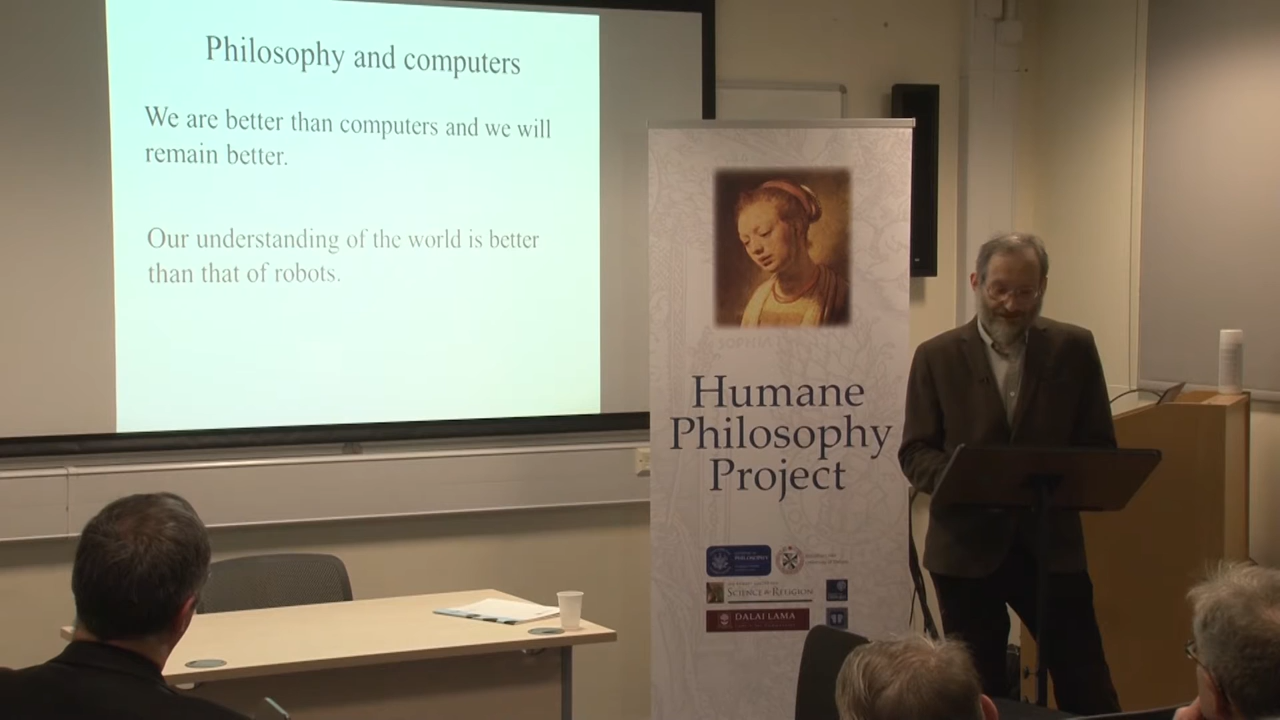 Philosophy and computers
We are better than computers and we will
remain better.
Our understanding of the world is better
than that of robots.
Humane
Philosophy
Project
PHILOSOPHY
SCIENCE & RELIGION
DALAI LAMA